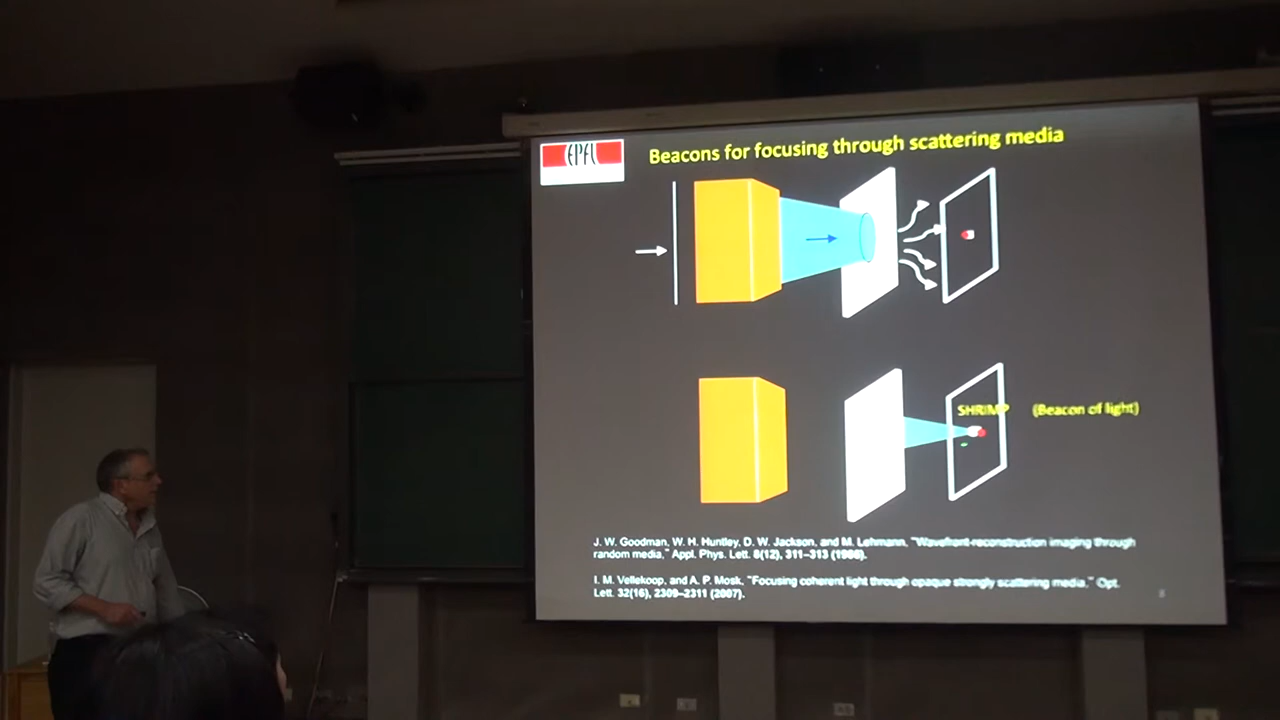 EPFL
Beacons for focusing through scattering media
SHRIMP (Beacon of light)
J. W. Goodman, W. H. Huntley, D. W. Jackson, and M. Lehmann, "Wavefront-reconstruction imaging through
random media," Appl. Phys. Lett. 8(12), 311–313 (1966).
I. M. Vellekoop, and A. P. Mosk, "Focusing coherent light through opaque strongly scattering media," Opt.
Lett. 32(16), 2309–2311 (2007).